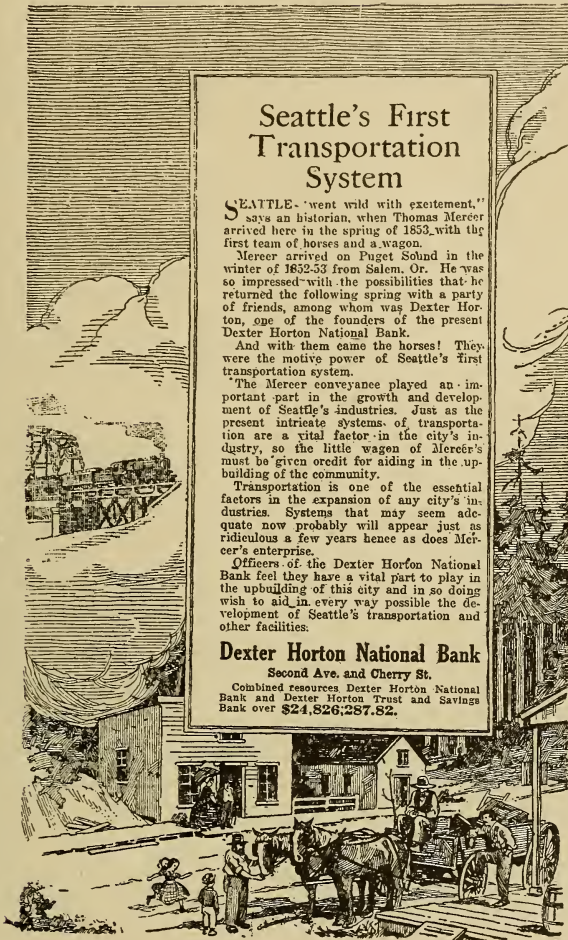 Seattle's First
Transportation
System
SEATTLE "went wild with excitement,"
says an historian, when Thomas Mercer
arrived here in the spring of 1853 with the
first team of horses and a wagon.
Mercer arrived on Puget Sound in the
winter of 1852-53 from Salem, Or. He was
so impressed with the possibilities that he
returned the following spring with a party
of friends, among whom was Dexter Hor-
ton, one of the founders of the present
Dexter Horton National Bank.
And with them came the horses! They
were the motive power of Seattle's first
transportation system.
The Mercer conveyance played an im-
portant part in the growth and develop-
ment of Seattle's industries. Just as the
present intricate systems of transporta-
tion are a vital factor in the city's in-
dustry, so the little wagon of Mercer's
must be given credit for aiding in the up-
building of the community.
Transportation is one of the essential
factors in the expansion of any city's in-
dustries. Systems that may seem ade-
quate now probably will appear just as
ridiculous a few years hence as does Mer-
cer's enterprise.
Officers of the Dexter Horton National
Bank feel they have a vital part to play in
the upbuilding of this city and in so doing
wish to aid in every way possible the de-
velopment of Seattle's transportation and
other facilities.
Dexter Horton National Bank
Second Ave. and Cherry St.
Combined resources Dexter Horton National
Bank and Dexter Horton Trust and Savings
Bank over $24,826,287.82.